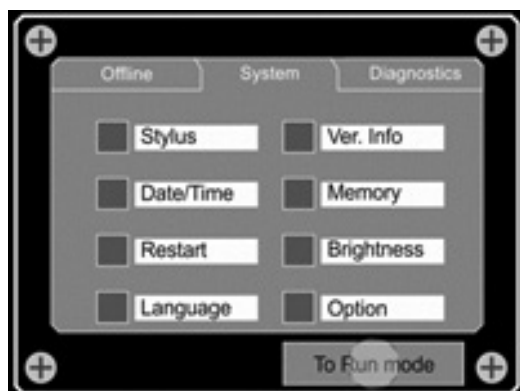 Offline System Diagnostics
Stylus Ver. Info
Date/Time Memory
Restart Brightness
Language Option
To Run mode